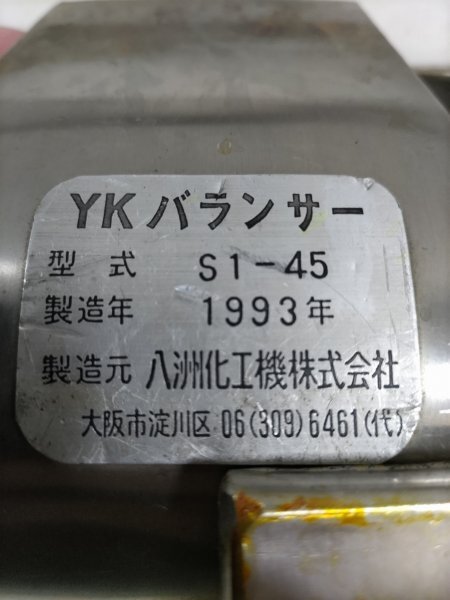 YKバランサー
型式 S1-45
製造年 1993年
製造元 八洲化工機株式会社
大阪市淀川区 06(309)6461(代)